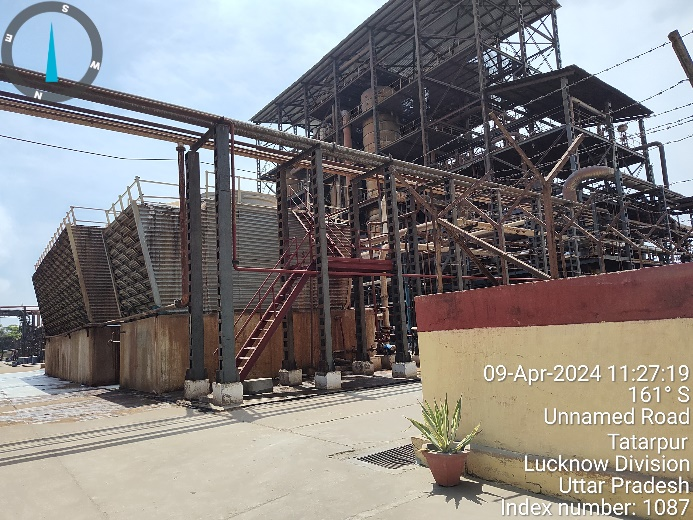 S
E
W
N
09-Apr-2024 11:27:19
161° S
Unnamed Road
Tatarpur
Lucknow Division
Uttar Pradesh
Index number: 1087